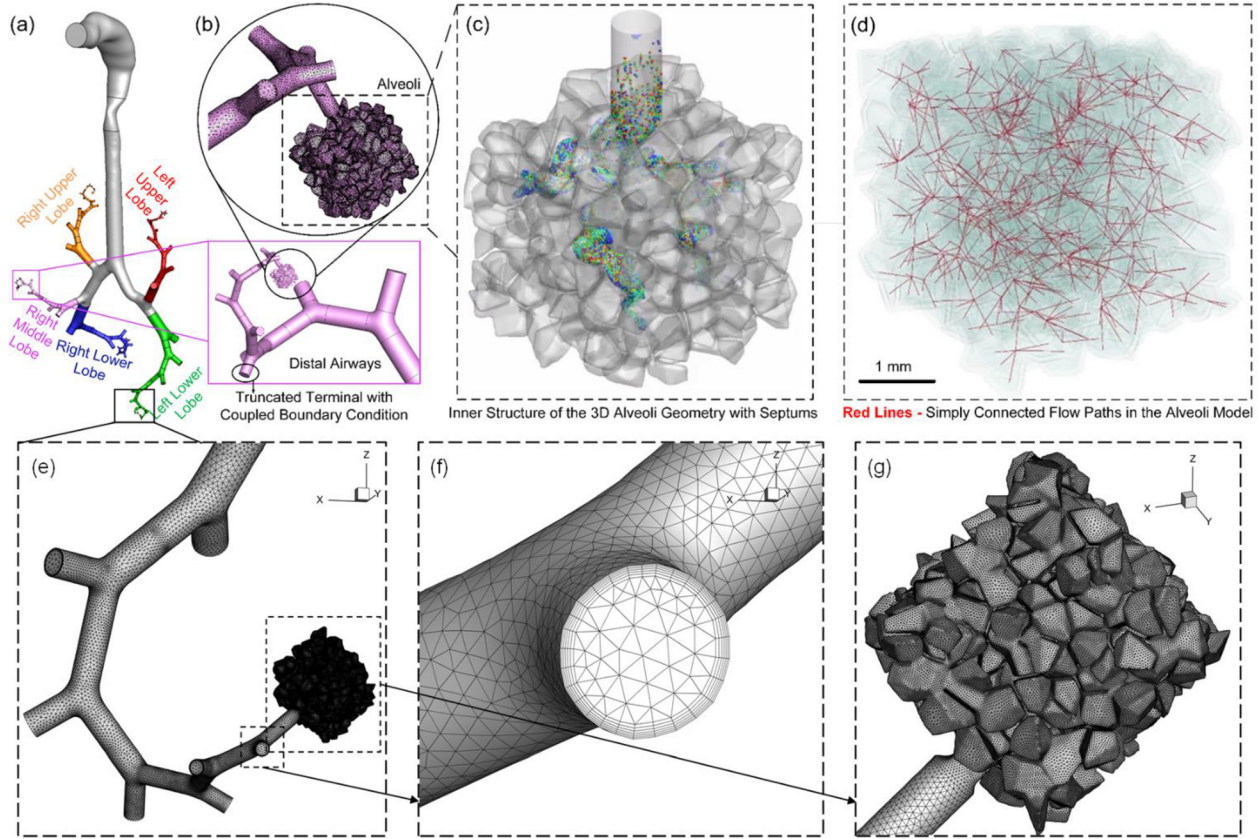 (a)
Right Upper
Lobe
Left
Upper
Lobe
Right
Middle
Lobe
Right Lower
Lobe
Left Lower
Lobe
(b)
Alveoli
Distal Airways
Truncated Terminal with
Coupled Boundary Condition
(c)
Inner Structure of the 3D Alveoli Geometry with Septums
(d)
1 mm
Red Lines - Simply Connected Flow Paths in the Alveoli Model
(e)
Z
X
Y
(f)
Z
X
Y
(g)
Z
X
Y